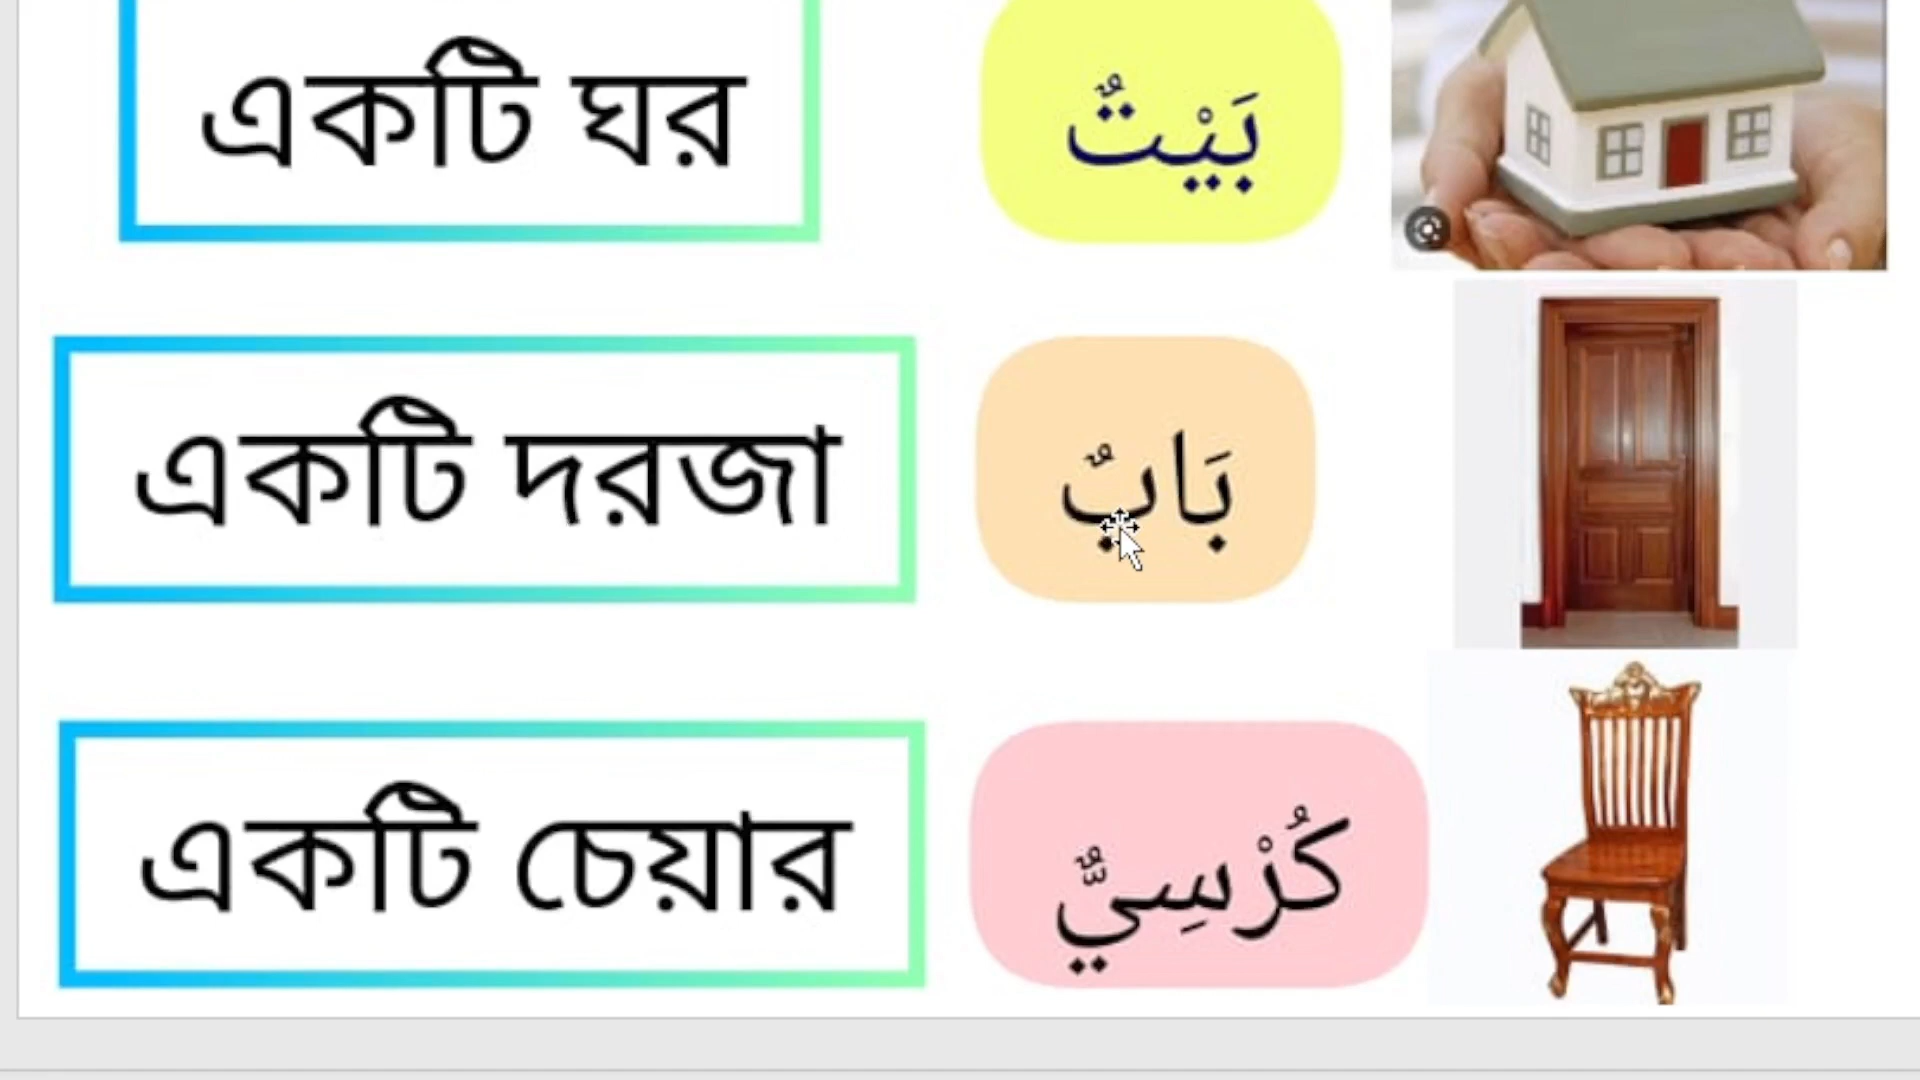 একটি ঘর بَيْتٌ
একটি দরজা بَابٌ
একটি চেয়ার كُرْسِيٌّ